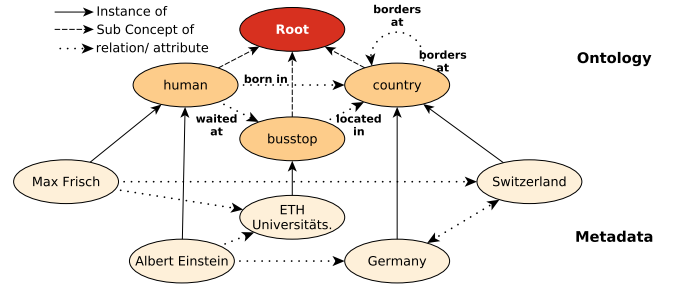 Instance of
Sub Concept of
relation/ attribute
Root
borders
at
borders
at
Ontology
human
born in
country
waited
at
located
in
busstop
Max Frisch
Switzerland
ETH
Universitäts.
Metadata
Albert Einstein
Germany